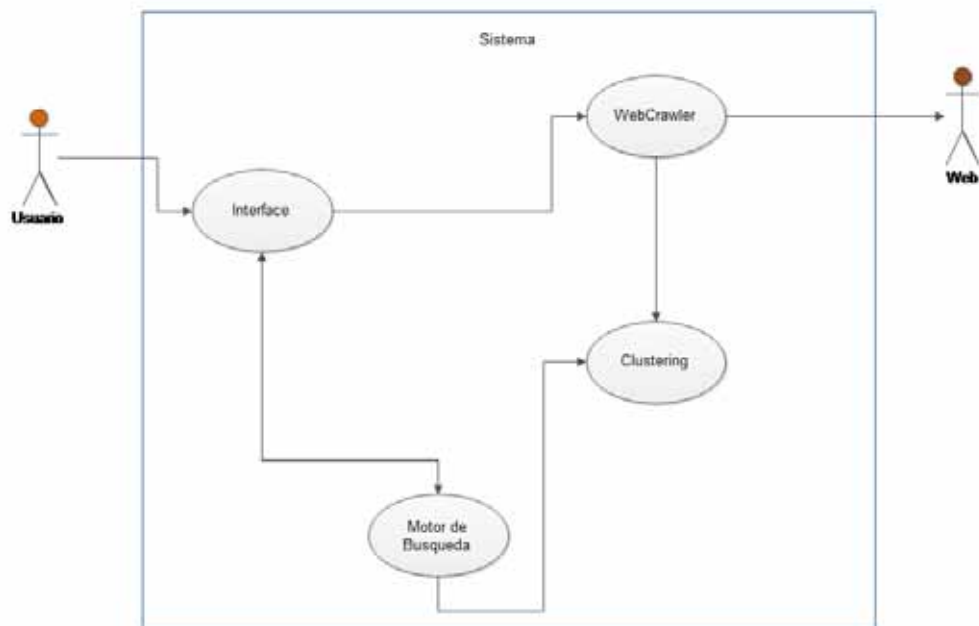 Sistema
WebCrawler
Usuario
Web
Interface
Clustering
Motor de
Busqueda